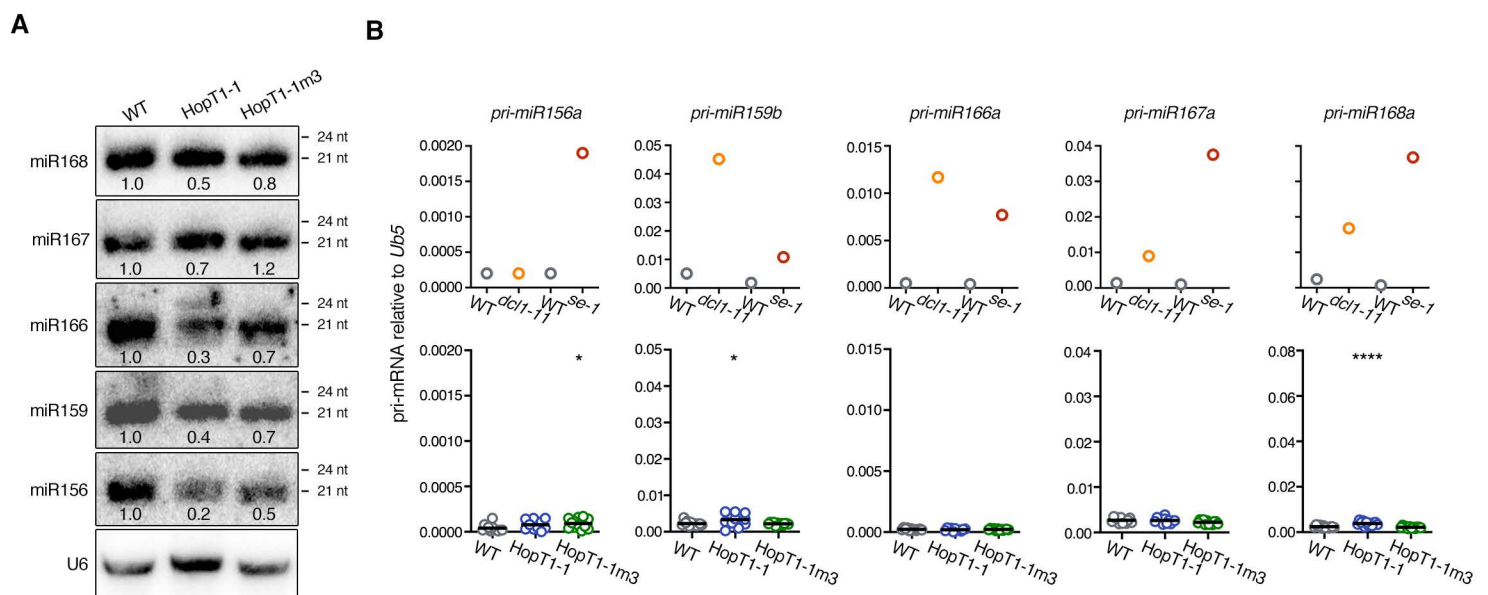 A
B
WT HopT1-1 HopT1-1m3
miR168
24 nt
21 nt
1.0 0.5 0.8
miR167
24 nt
21 nt
1.0 0.7 1.2
miR166
24 nt
21 nt
1.0 0.3 0.7
miR159
24 nt
21 nt
1.0 0.4 0.7
miR156
24 nt
21 nt
1.0 0.2 0.5
U6
pri-mRNA relative to Ub5
pri-miR156a
0.0020
0.0015
0.0010
0.0005
0.0000
WT dcl1-11 WT se-1
pri-miR159b
0.05
0.04
0.03
0.02
0.01
0.00
WT dcl1-11 WT se-1
pri-miR166a
0.015
0.010
0.005
0.000
WT dcl1-11 WT se-1
pri-miR167a
0.04
0.03
0.02
0.01
0.00
WT dcl1-11 WT se-1
pri-miR168a
WT dcl1-11 WT se-1
0.0020
0.0015
0.0010
0.0005
0.0000
*
WT HopT1-1 HopT1-1m3
0.05
0.04
0.03
0.02
0.01
0.00
*
WT HopT1-1 HopT1-1m3
0.015
0.010
0.005
0.000
WT HopT1-1 HopT1-1m3
0.04
0.03
0.02
0.01
0.00
WT HopT1-1 HopT1-1m3
0.08
0.06
0.04
0.02
0.00
****
WT HopT1-1 HopT1-1m3